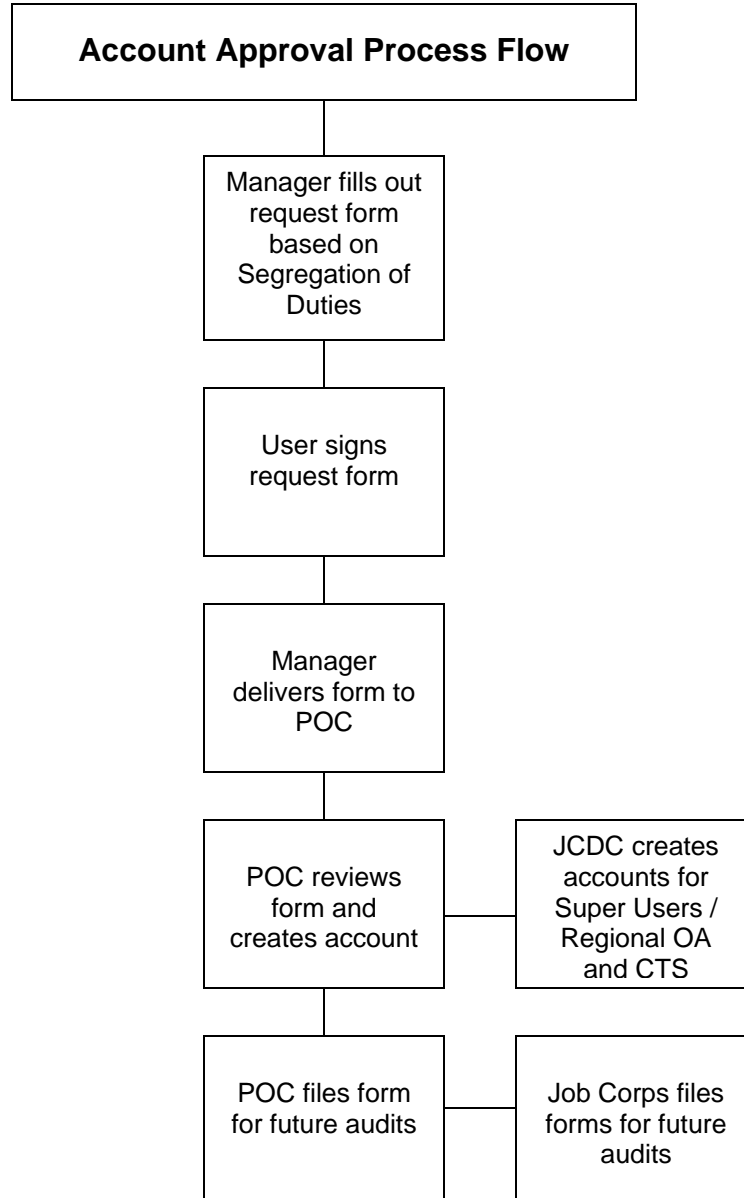 Account Approval Process Flow
Manager fills out
request form
based on
Segregation of
Duties
User signs
request form
Manager
delivers form to
POC
POC reviews
form and
creates account
JCDC creates
accounts for
Super Users /
Regional OA
and CTS
POC files form
for future audits
Job Corps files
forms for future
audits